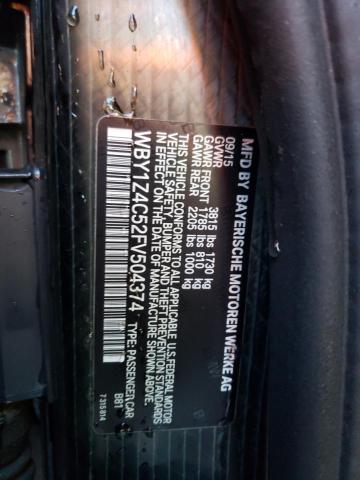 MFD BY BAYERISCHE MOTOREN WERKE AG
09/15
GVWR 3815 lbs 1730 kg
GAWR FRONT 1785 lbs 810 kg
GAWR REAR 2205 lbs 1000 kg
THIS VEHICLE CONFORMS TO ALL APPLICABLE U.S.FEDERAL MOTOR
VEHICLE SAFETY, BUMPER AND THEFT PREVENTION STANDARDS
IN EFFECT ON THE DATE OF MANUFACTURE SHOWN ABOVE.
WBY1Z4C52FV504374 TYPE: PASSENGER CAR
BB1
7315814